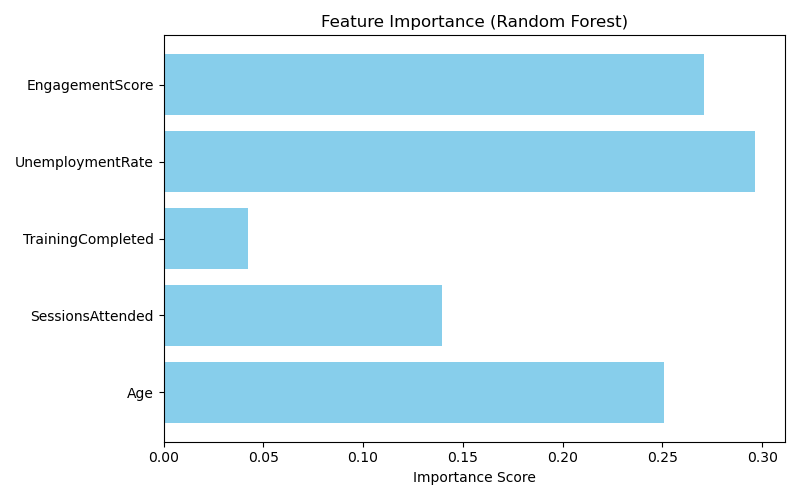 Feature Importance (Random Forest)
EngagementScore
UnemploymentRate
TrainingCompleted
SessionsAttended
Age
0.00 0.05 0.10 0.15 0.20 0.25 0.30
Importance Score